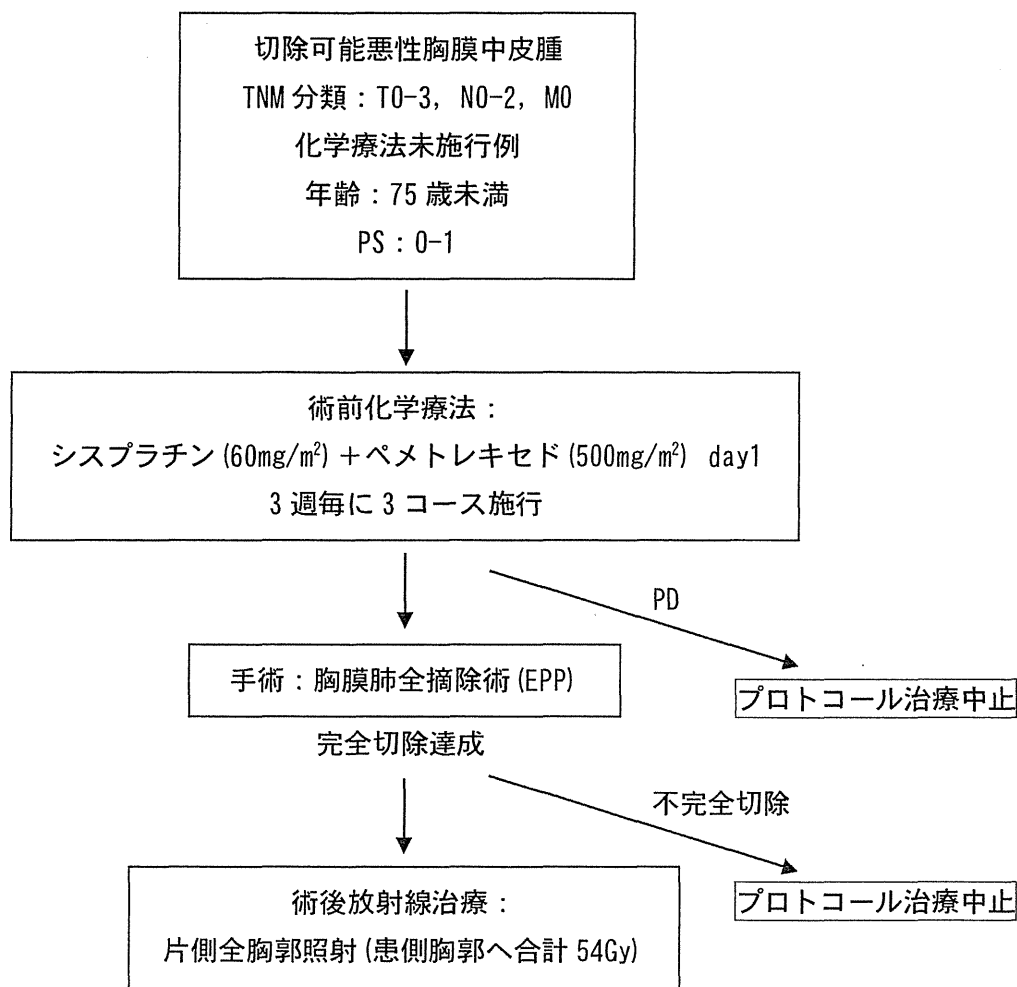 切除可能悪性胸膜中皮腫
TNM 分類：T0-3, N0-2, M0
化学療法未施行例
年齢：75 歳未満
PS：0-1
術前化学療法：
シスプラチン(60mg/m²)＋ペメトレキセド(500mg/m²) day1
3 週毎に 3 コース施行
PD
手術：胸膜肺全摘除術(EPP)
プロトコール治療中止
完全切除達成
不完全切除
術後放射線治療：
プロトコール治療中止
片側全胸郭照射(患側胸郭へ合計 54Gy)